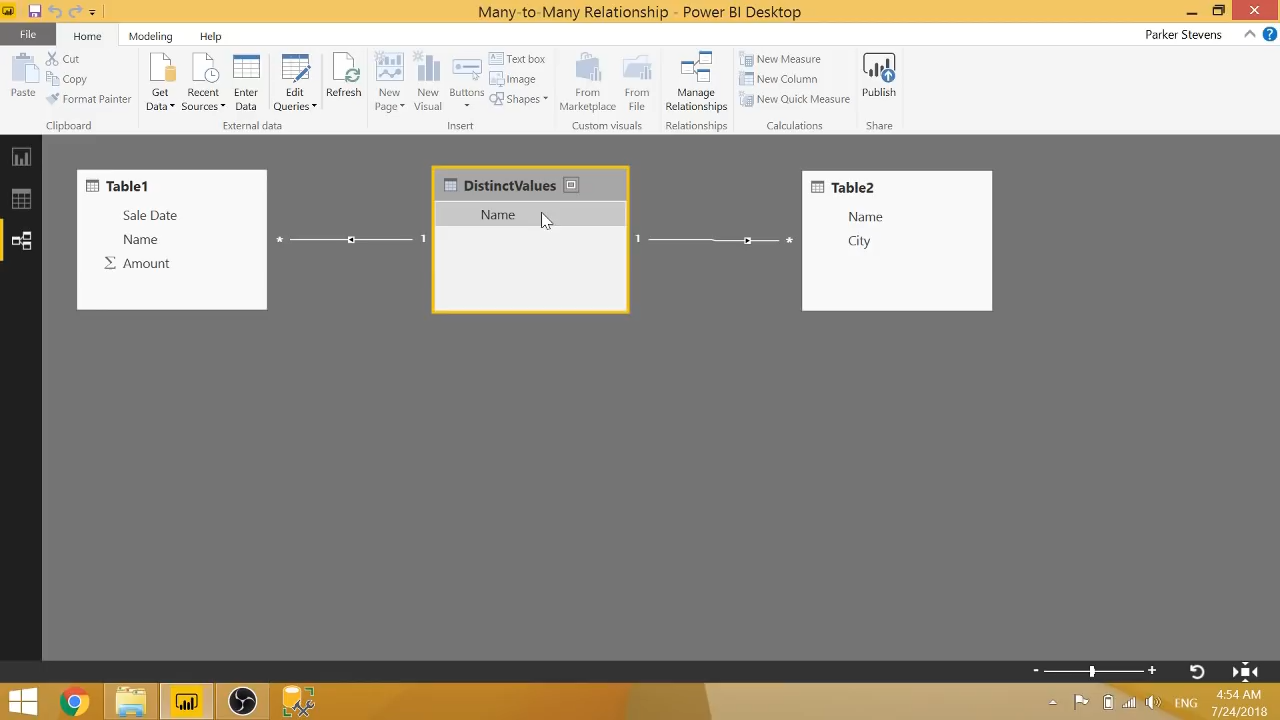 Many-to-Many Relationship - Power BI Desktop
File
Home
Modeling
Help
Parker Stevens
Paste
Cut
Copy
Format Painter
Clipboard
Get Data
Recent Sources
Enter Data
Edit Queries
Refresh
External data
New Page
New Visual
Buttons
Text box
Image
Shapes
Insert
From Marketplace
From File
Custom visuals
Manage Relationships
Relationships
New Measure
New Column
New Quick Measure
Calculations
Publish
Share
Table1
Sale Date
Name
Σ Amount
* 1
DistinctValues
Name
1 *
Table2
Name
City
- +
ENG
4:54 AM
7/24/2018